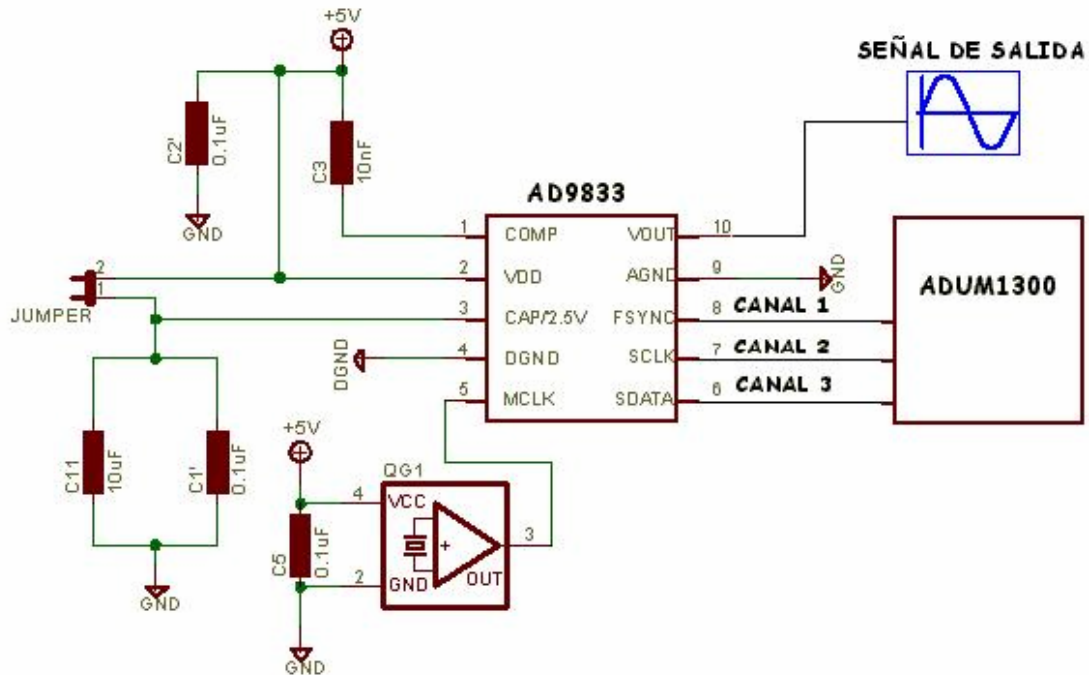 +5V
SEÑAL DE SALIDA
C2'
0.1uF
C3
10nF
GND
AD9833
1 COMP VOUT 10
2 VDD AGND 9
3 CAP/2.5V FSYNC 8
4 DGND SCLK 7
5 MCLK SDATA 6
GND
CANAL 1
CANAL 2
CANAL 3
ADUM1300
2
1
JUMPER
DGND
C11
10uF
C1'
0.1uF
GND
+5V
QG1
4 VCC
C5
0.1uF
2 GND
OUT 3
GND